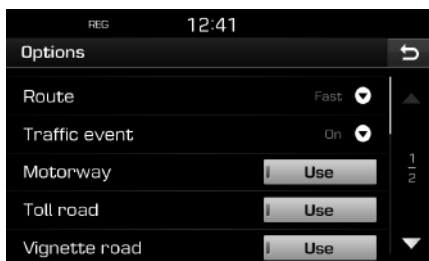 REG 12:41
Options
Route Fast
Traffic event On
Motorway Use
Toll road Use
Vignette road Use
1
2